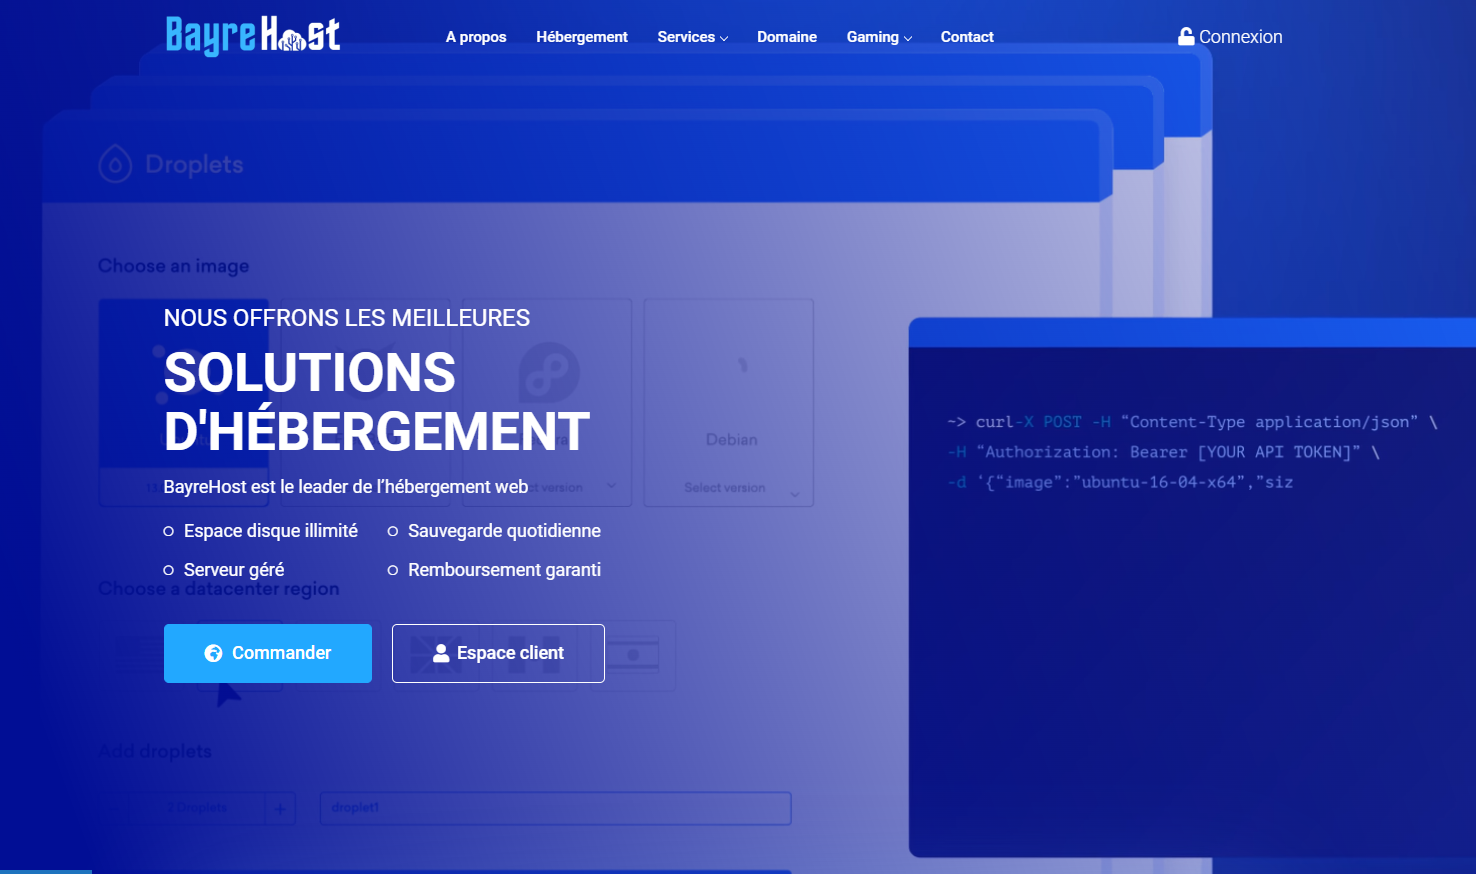 BayreHost
A propos Hébergement Services Domaine Gaming Contact
Connexion
Droplets
Choose an image
NOUS OFFRONS LES MEILLEURES
SOLUTIONS
D'HÉBERGEMENT
Debian
Select version
BayreHost est le leader de l’hébergement web
Espace disque illimité
Sauvegarde quotidienne
Serveur géré
Remboursement garanti
Choose a datacenter region
Commander
Espace client
Add droplets
2 Droplets +
droplet1
~> curl-X POST -H “Content-Type application/json” \
-H “Authorization: Bearer [YOUR API TOKEN]” \
-d ‘{“image”:”ubuntu-16-04-x64”,”siz